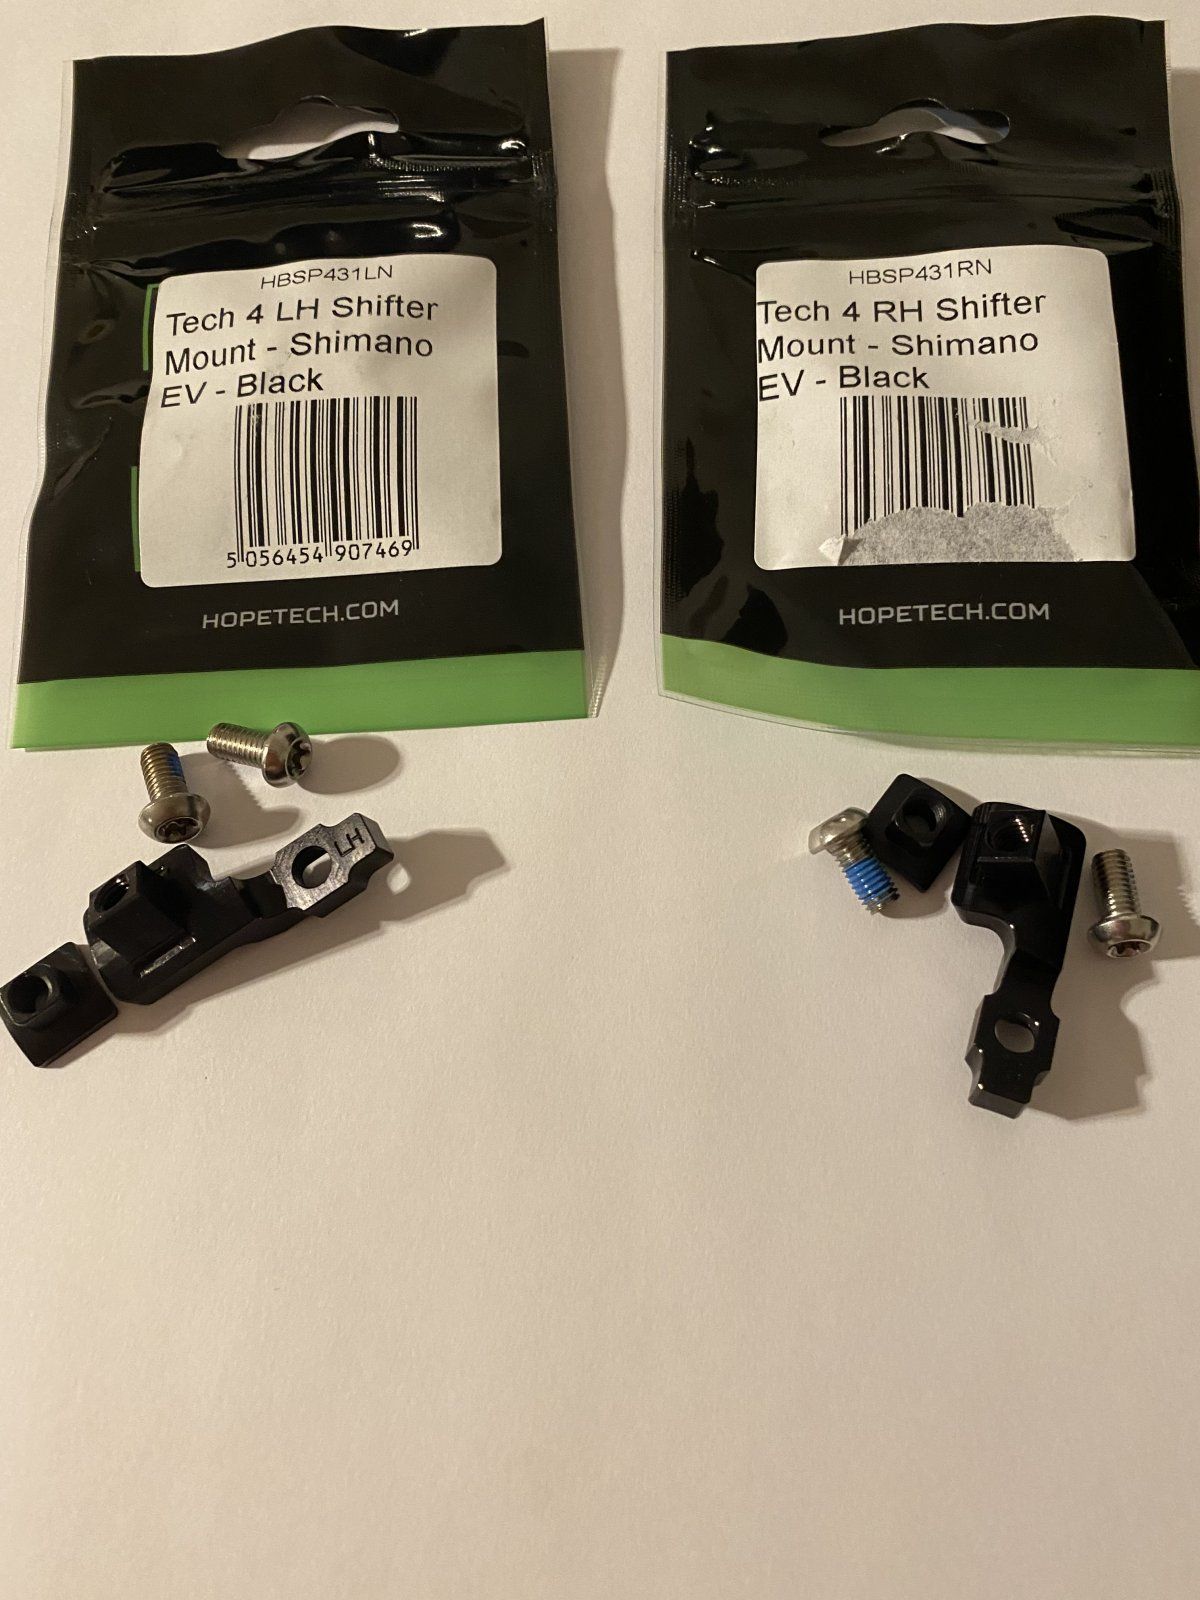 HBSP431LN
Tech 4 LH Shifter
Mount - Shimano
EV - Black
5 056454 907469
HOPETECH.COM
HBSP431RN
Tech 4 RH Shifter
Mount - Shimano
EV - Black
HOPETECH.COM
LH